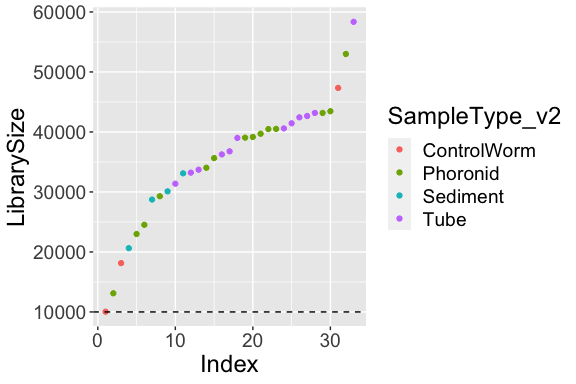 LibrarySize
60000
50000
40000
30000
20000
10000
0
10
20
30
Index
SampleType_v2
ControlWorm
Phoronid
Sediment
Tube